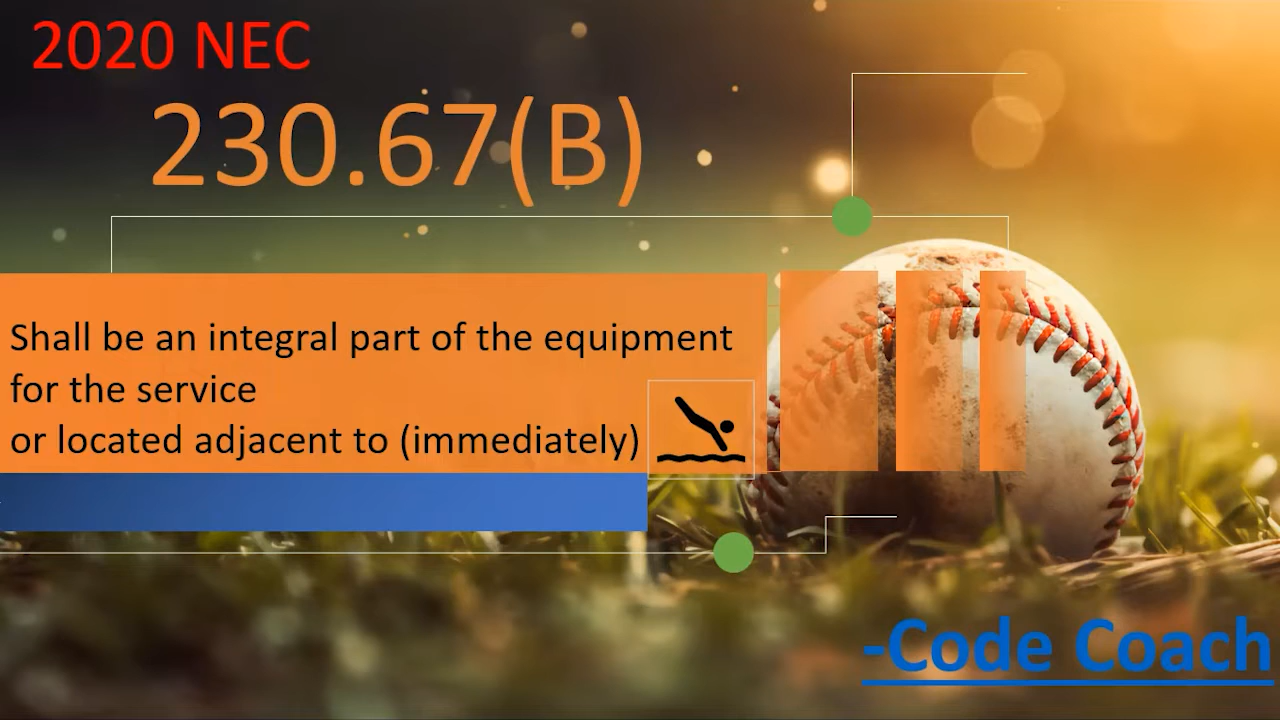 2020 NEC
230.67(B)
Shall be an integral part of the equipment
for the service
or located adjacent to (immediately)
-Code Coach